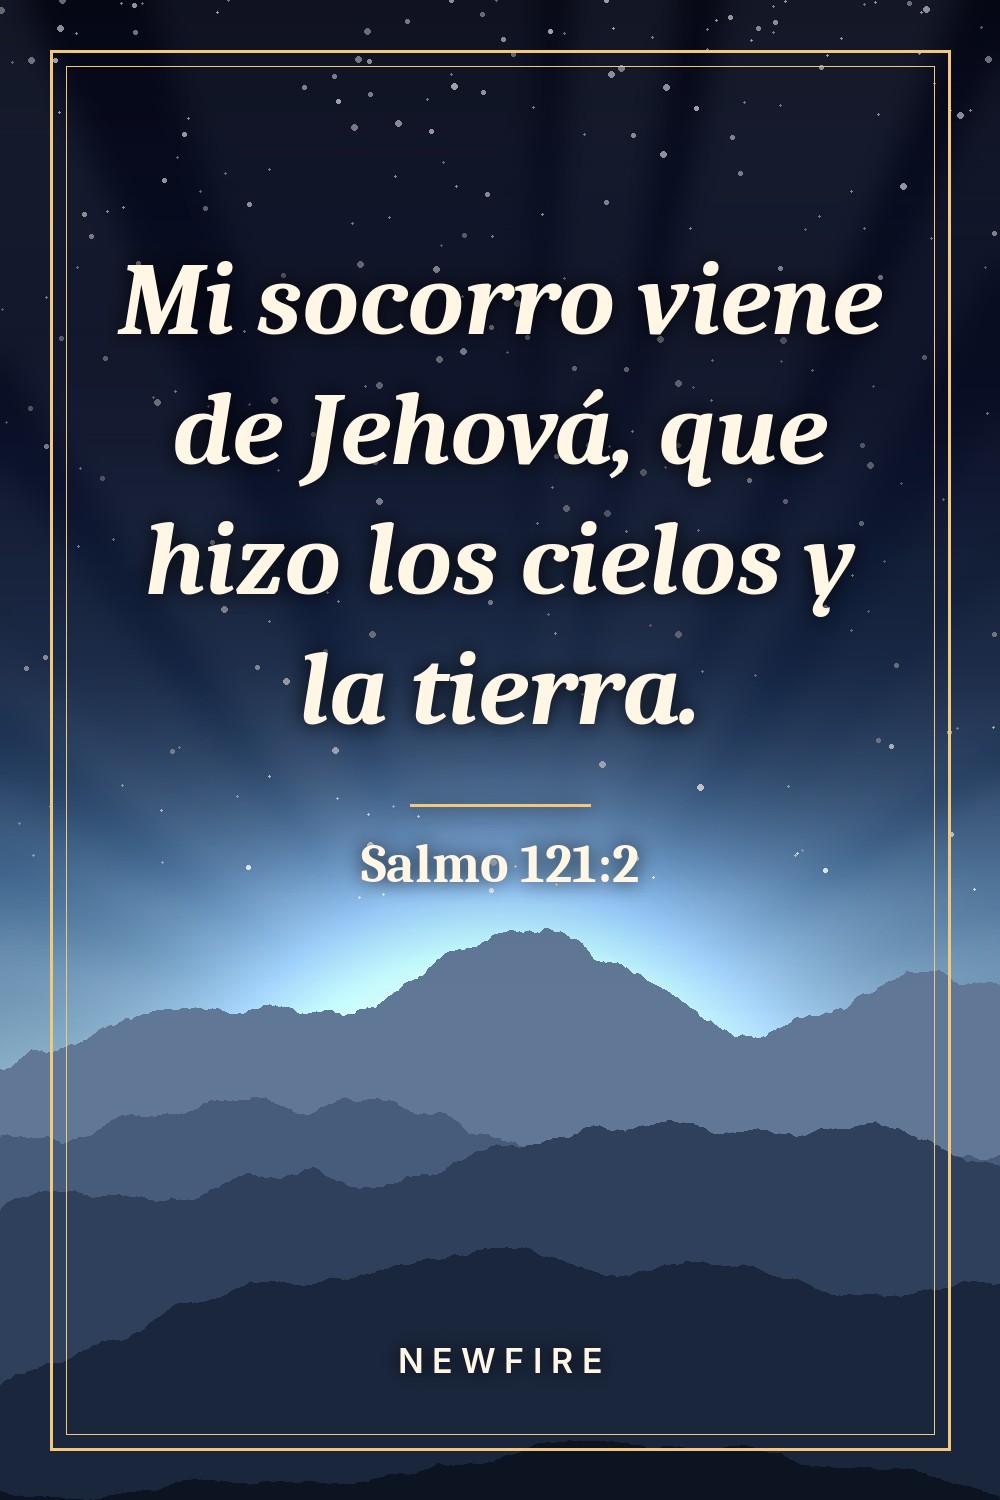 Mi socorro viene
de Jehová, que
hizo los cielos y
la tierra.
Salmo 121:2
NEWFIRE